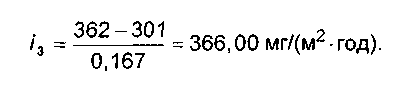 i₃ = (362 – 301) / 0,167 = 366,00 мг/(м² · год).